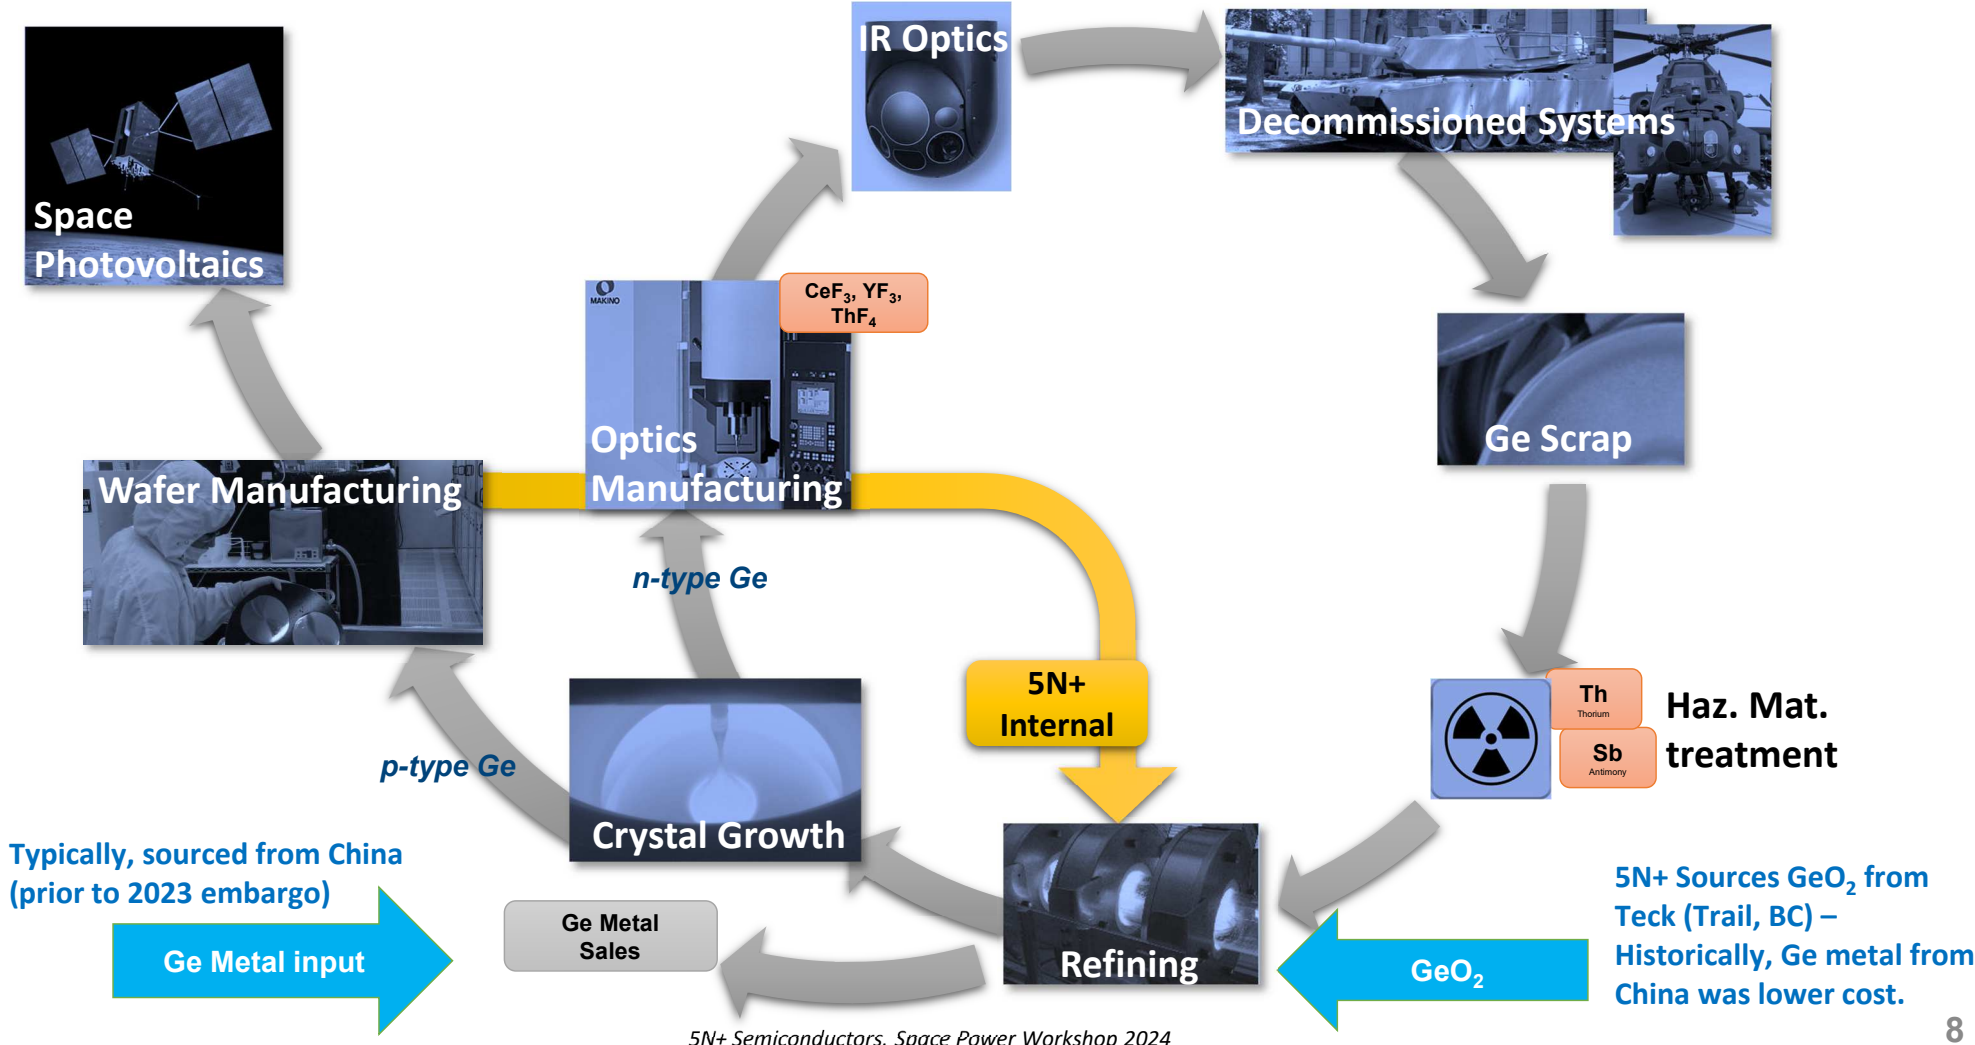 IR Optics
Decommissioned Systems
Space
Photovoltaics
MAKINO
CeF₃, YF₃,
ThF₄
Optics
Manufacturing
Ge Scrap
Wafer Manufacturing
n-type Ge
5N+
Internal
Th
Thorium
Sb
Antimony
Haz. Mat.
treatment
p-type Ge
Crystal Growth
Typically, sourced from China
(prior to 2023 embargo)
Ge Metal input
Ge Metal
Sales
Refining
GeO₂
5N+ Sources GeO₂ from
Teck (Trail, BC) –
Historically, Ge metal from
China was lower cost.
5N+ Semiconductors, Space Power Workshop 2024
8